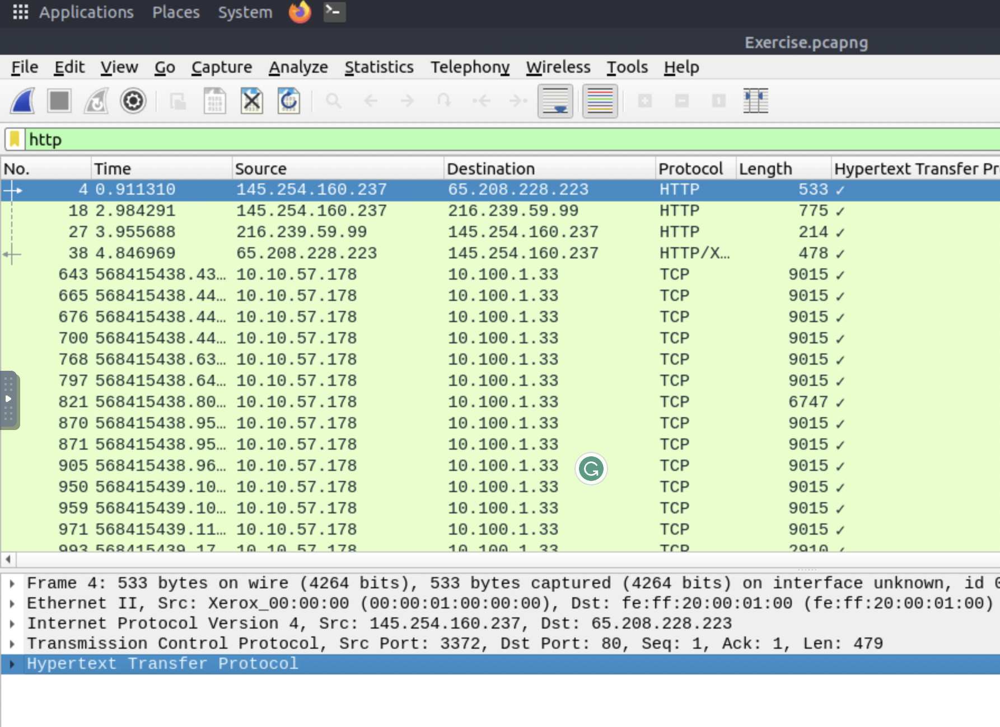 Applications Places System
Exercise.pcapng
File Edit View Go Capture Analyze Statistics Telephony Wireless Tools Help
http
No. Time Source Destination Protocol Length Hypertext Transfer Pr
4 0.911310 145.254.160.237 65.208.228.223 HTTP 533 ✓
18 2.984291 145.254.160.237 216.239.59.99 HTTP 775 ✓
27 3.955688 216.239.59.99 145.254.160.237 HTTP 214 ✓
38 4.846969 65.208.228.223 145.254.160.237 HTTP/X… 478 ✓
643 568415438.43… 10.10.57.178 10.100.1.33 TCP 9015 ✓
665 568415438.44… 10.10.57.178 10.100.1.33 TCP 9015 ✓
676 568415438.44… 10.10.57.178 10.100.1.33 TCP 9015 ✓
700 568415438.44… 10.10.57.178 10.100.1.33 TCP 9015 ✓
768 568415438.63… 10.10.57.178 10.100.1.33 TCP 9015 ✓
797 568415438.64… 10.10.57.178 10.100.1.33 TCP 9015 ✓
821 568415438.80… 10.10.57.178 10.100.1.33 TCP 6747 ✓
870 568415438.95… 10.10.57.178 10.100.1.33 TCP 9015 ✓
871 568415438.95… 10.10.57.178 10.100.1.33 TCP 9015 ✓
905 568415438.96… 10.10.57.178 10.100.1.33 TCP 9015 ✓
950 568415439.10… 10.10.57.178 10.100.1.33 TCP 9015 ✓
959 568415439.10… 10.10.57.178 10.100.1.33 TCP 9015 ✓
971 568415439.11… 10.10.57.178 10.100.1.33 TCP 9015 ✓
993 568415439.17… 10.10.57.178 10.100.1.33 TCP 2910 ✓
Frame 4: 533 bytes on wire (4264 bits), 533 bytes captured (4264 bits) on interface unknown, id 0
Ethernet II, Src: Xerox_00:00:00 (00:00:01:00:00:00), Dst: fe:ff:20:00:01:00 (fe:ff:20:00:01:00)
Internet Protocol Version 4, Src: 145.254.160.237, Dst: 65.208.228.223
Transmission Control Protocol, Src Port: 3372, Dst Port: 80, Seq: 1, Ack: 1, Len: 479
Hypertext Transfer Protocol